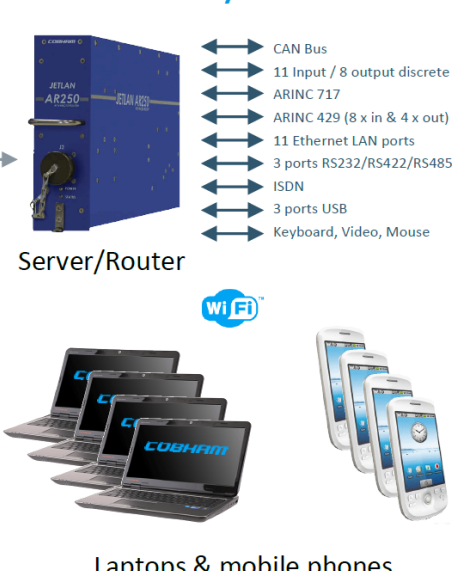 COBHAM
JETLAN
AR250
JETLAN AR250
CAN Bus
11 Input / 8 output discrete
ARINC 717
ARINC 429 (8 x in & 4 x out)
11 Ethernet LAN ports
3 ports RS232/RS422/RS485
ISDN
3 ports USB
Keyboard, Video, Mouse
Server/Router
Wi Fi
COBHAM
Laptops & mobile phones